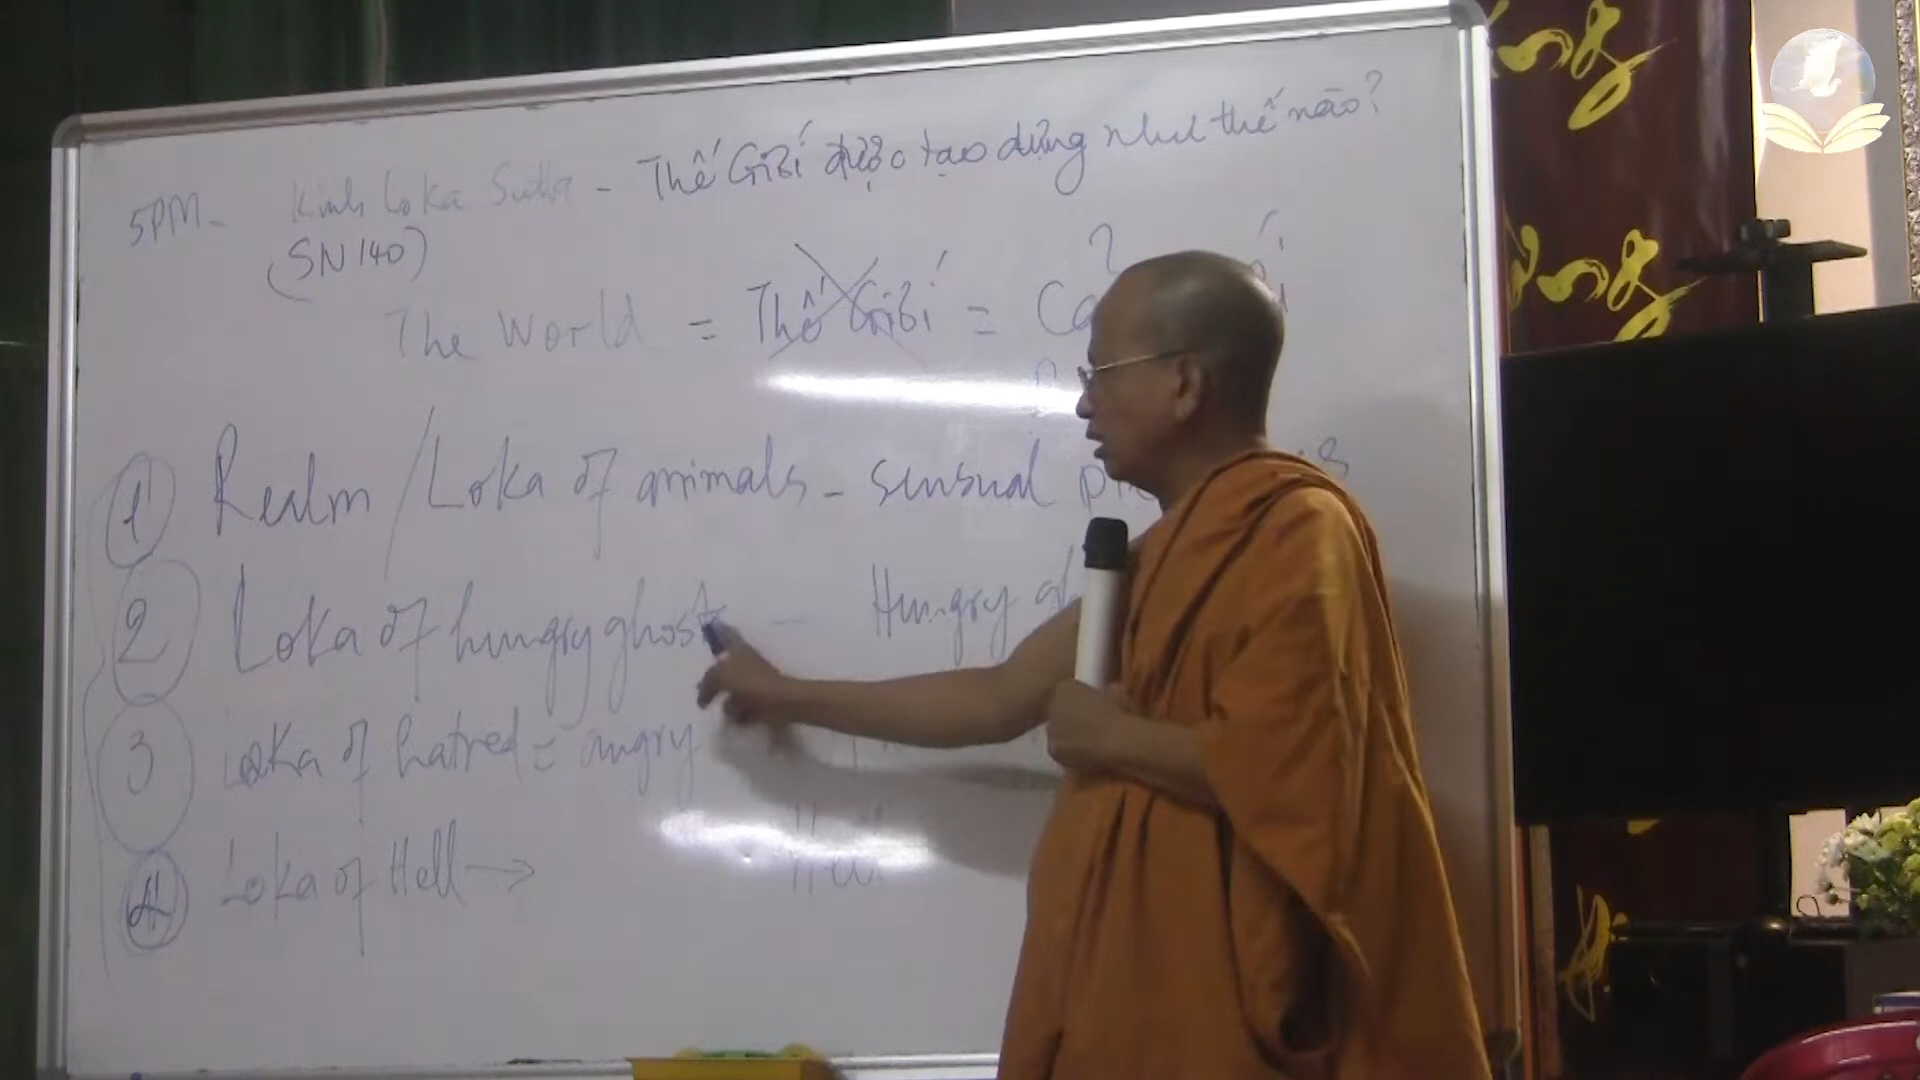 5PM - Kinh Loka Sutta - Thế Giới được tạo dựng như thế nào?
(SN 140)
The World = Thế Giới =
① Realm / Loka of animals - sensual
2 Loka of hungry ghosts - Hungry
3 Loka of hatred = angry
4 Loka of Hell → Hell